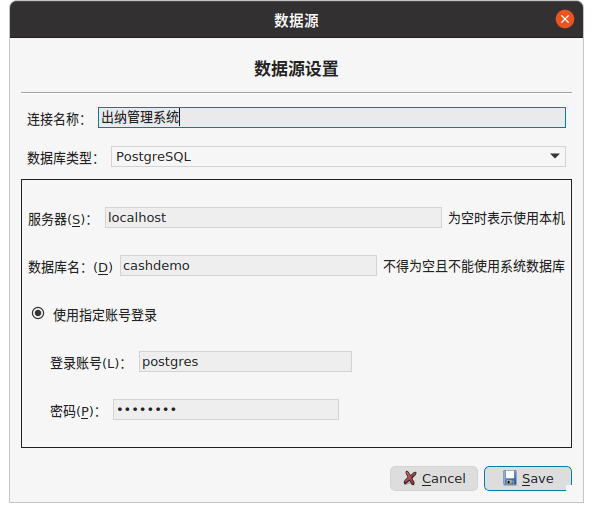 数据源
数据源设置
连接名称： 出纳管理系统
数据库类型： PostgreSQL
服务器(S)： localhost 为空时表示使用本机
数据库名：(D) cashdemo 不得为空且不能使用系统数据库
使用指定账号登录
登录账号(L)： postgres
密码(P)： ••••••••
Cancel Save